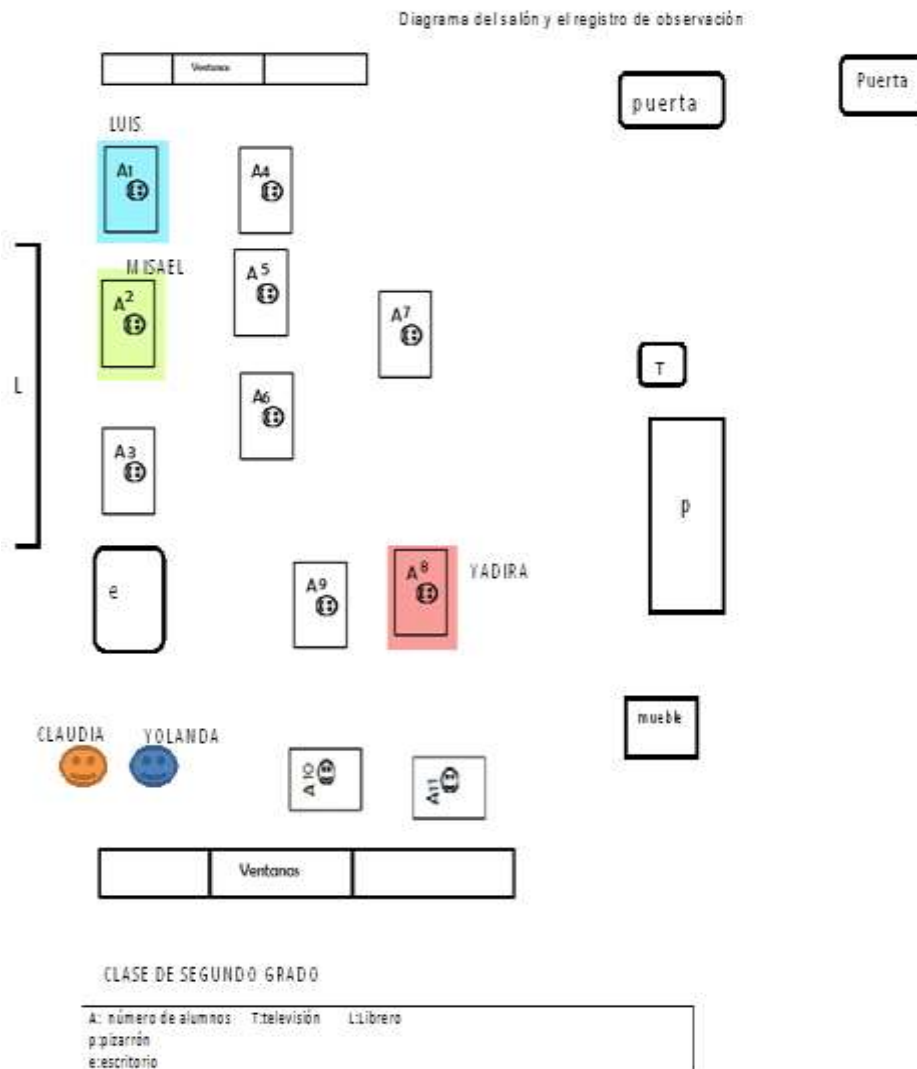 Diagrama del salón y el registro de observación
Ventanas
puerta
Puerta
LUIS
A1
A4
MISAEL
A2
A5
A7
L
T
A6
A3
p
e
A9
A8
YADIRA
mueble
CLAUDIA
YOLANDA
A10
A11
Ventanas
CLASE DE SEGUNDO GRADO
A: número de alumnos T:televisión L:Librero
p:pizarrón
e:escritorio